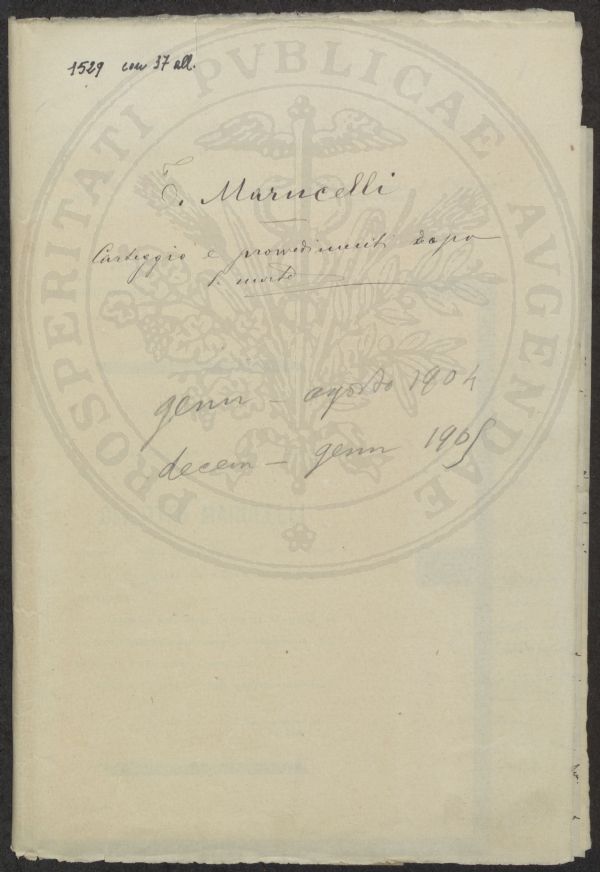 1529 con 37 all.
PROSPERITATI PVBLICAE AVGENDAE
F. Marucelli
Carteggio e provvedimenti dopo
la morte
genn – agosto 1904
decem – genn 1905